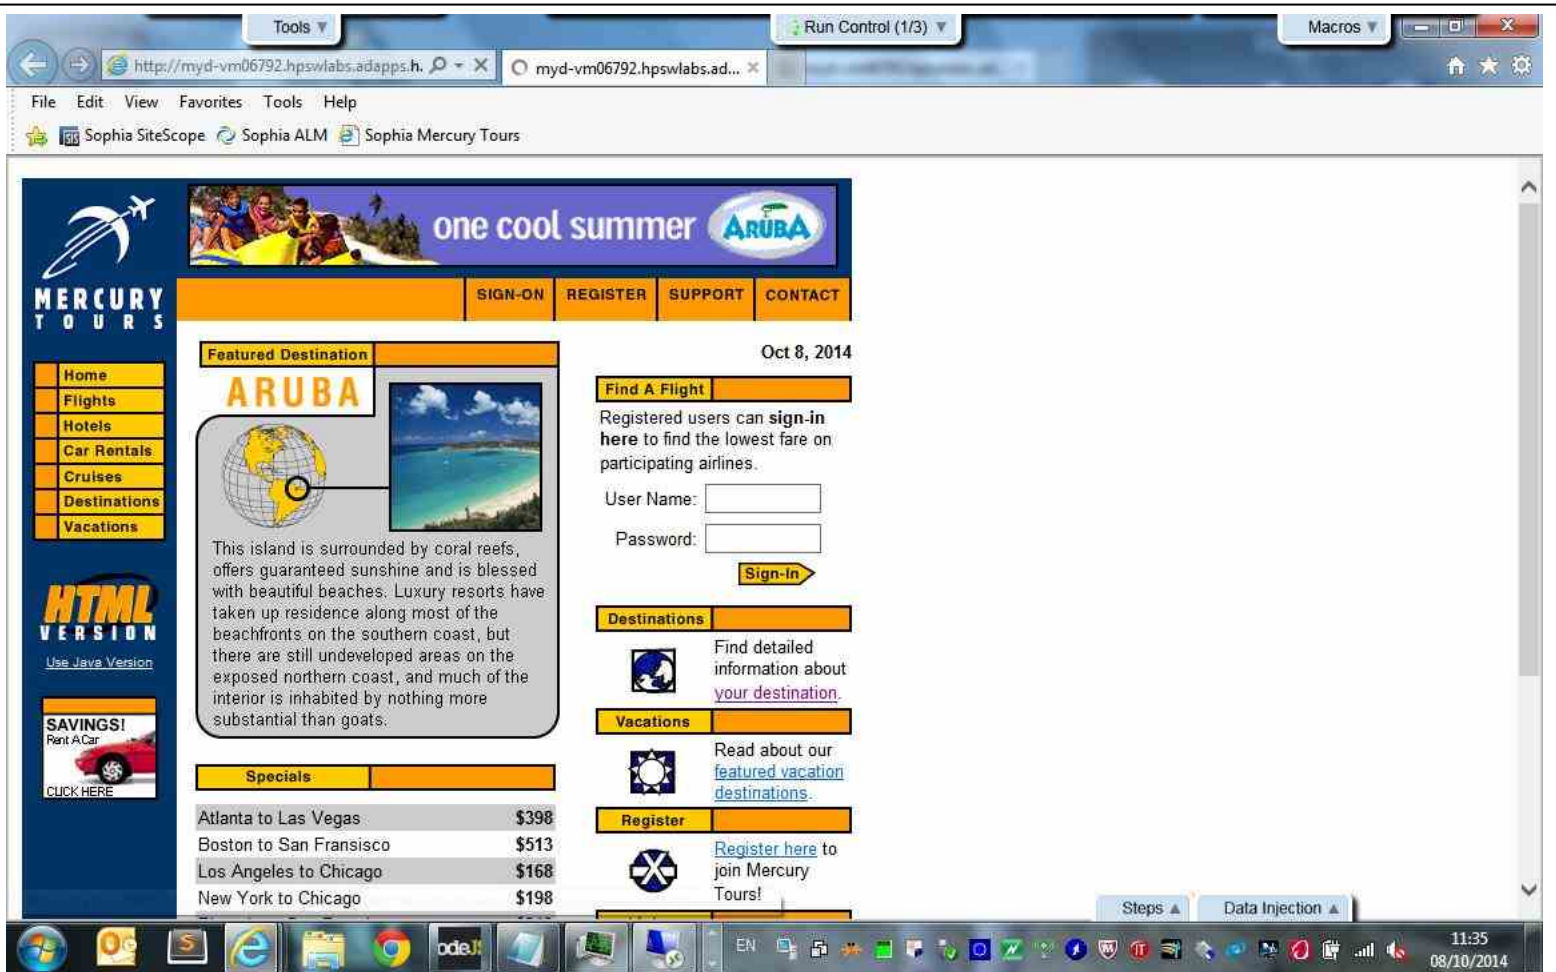 Tools
Run Control (1/3)
Macros
http://myd-vm06792.hpswlabs.adapps.h.
myd-vm06792.hpswlabs.ad...
File Edit View Favorites Tools Help
Sophia SiteScope Sophia ALM Sophia Mercury Tours
one cool summer ARUBA
MERCURY
TOURS
SIGN-ON REGISTER SUPPORT CONTACT
Home
Flights
Hotels
Car Rentals
Cruises
Destinations
Vacations
HTML
VERSION
Use Java Version
SAVINGS!
Rent A Car
CLICK HERE
Featured Destination
ARUBA
This island is surrounded by coral reefs,
offers guaranteed sunshine and is blessed
with beautiful beaches. Luxury resorts have
taken up residence along most of the
beachfronts on the southern coast, but
there are still undeveloped areas on the
exposed northern coast, and much of the
interior is inhabited by nothing more
substantial than goats.
Specials
Atlanta to Las Vegas $398
Boston to San Fransisco $513
Los Angeles to Chicago $168
New York to Chicago $198
Oct 8, 2014
Find A Flight
Registered users can sign-in
here to find the lowest fare on
participating airlines.
User Name:
Password:
Sign-In
Destinations
Find detailed
information about
your destination.
Vacations
Read about our
featured vacation
destinations.
Register
Register here to
join Mercury
Tours!
Steps
Data Injection
EN
11:35
08/10/2014